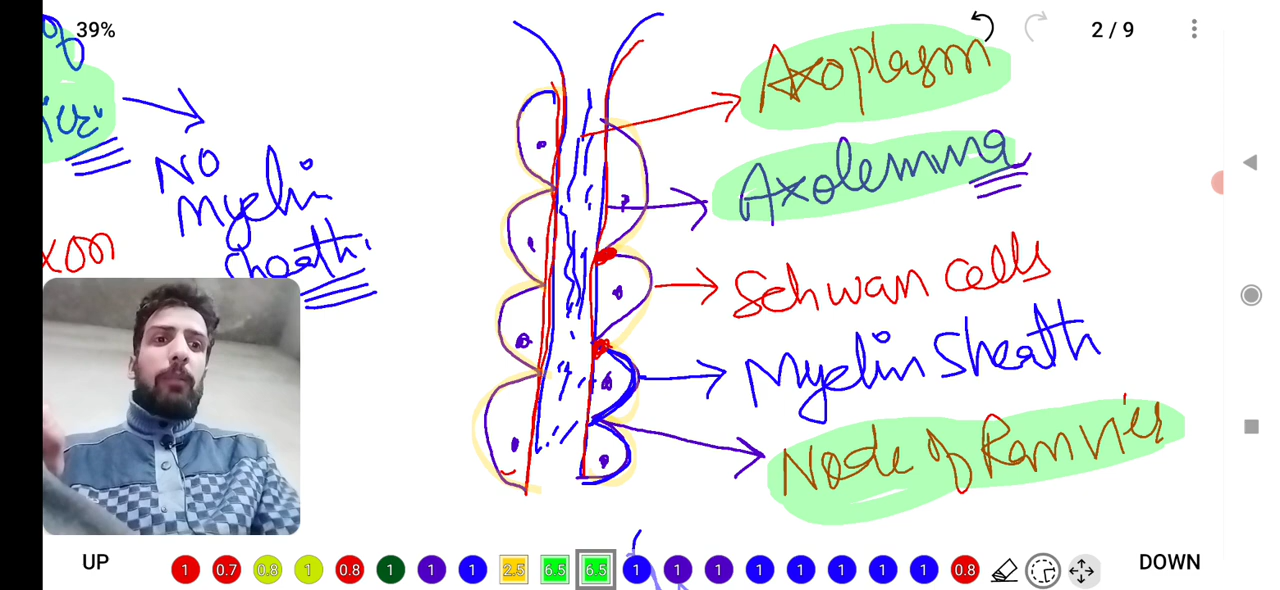 39%
2 / 9
of
ier
NO
Myelin
Sheath
xon
Axoplasm
Axolemma
Schwan Cells
Myelin Sheath
Node of Ranvier
UP
1 0.7 0.8 1 0.8 1 1 1 2.5 6.5 6.5 1 1 1 1 1 1 1 1 0.8
DOWN